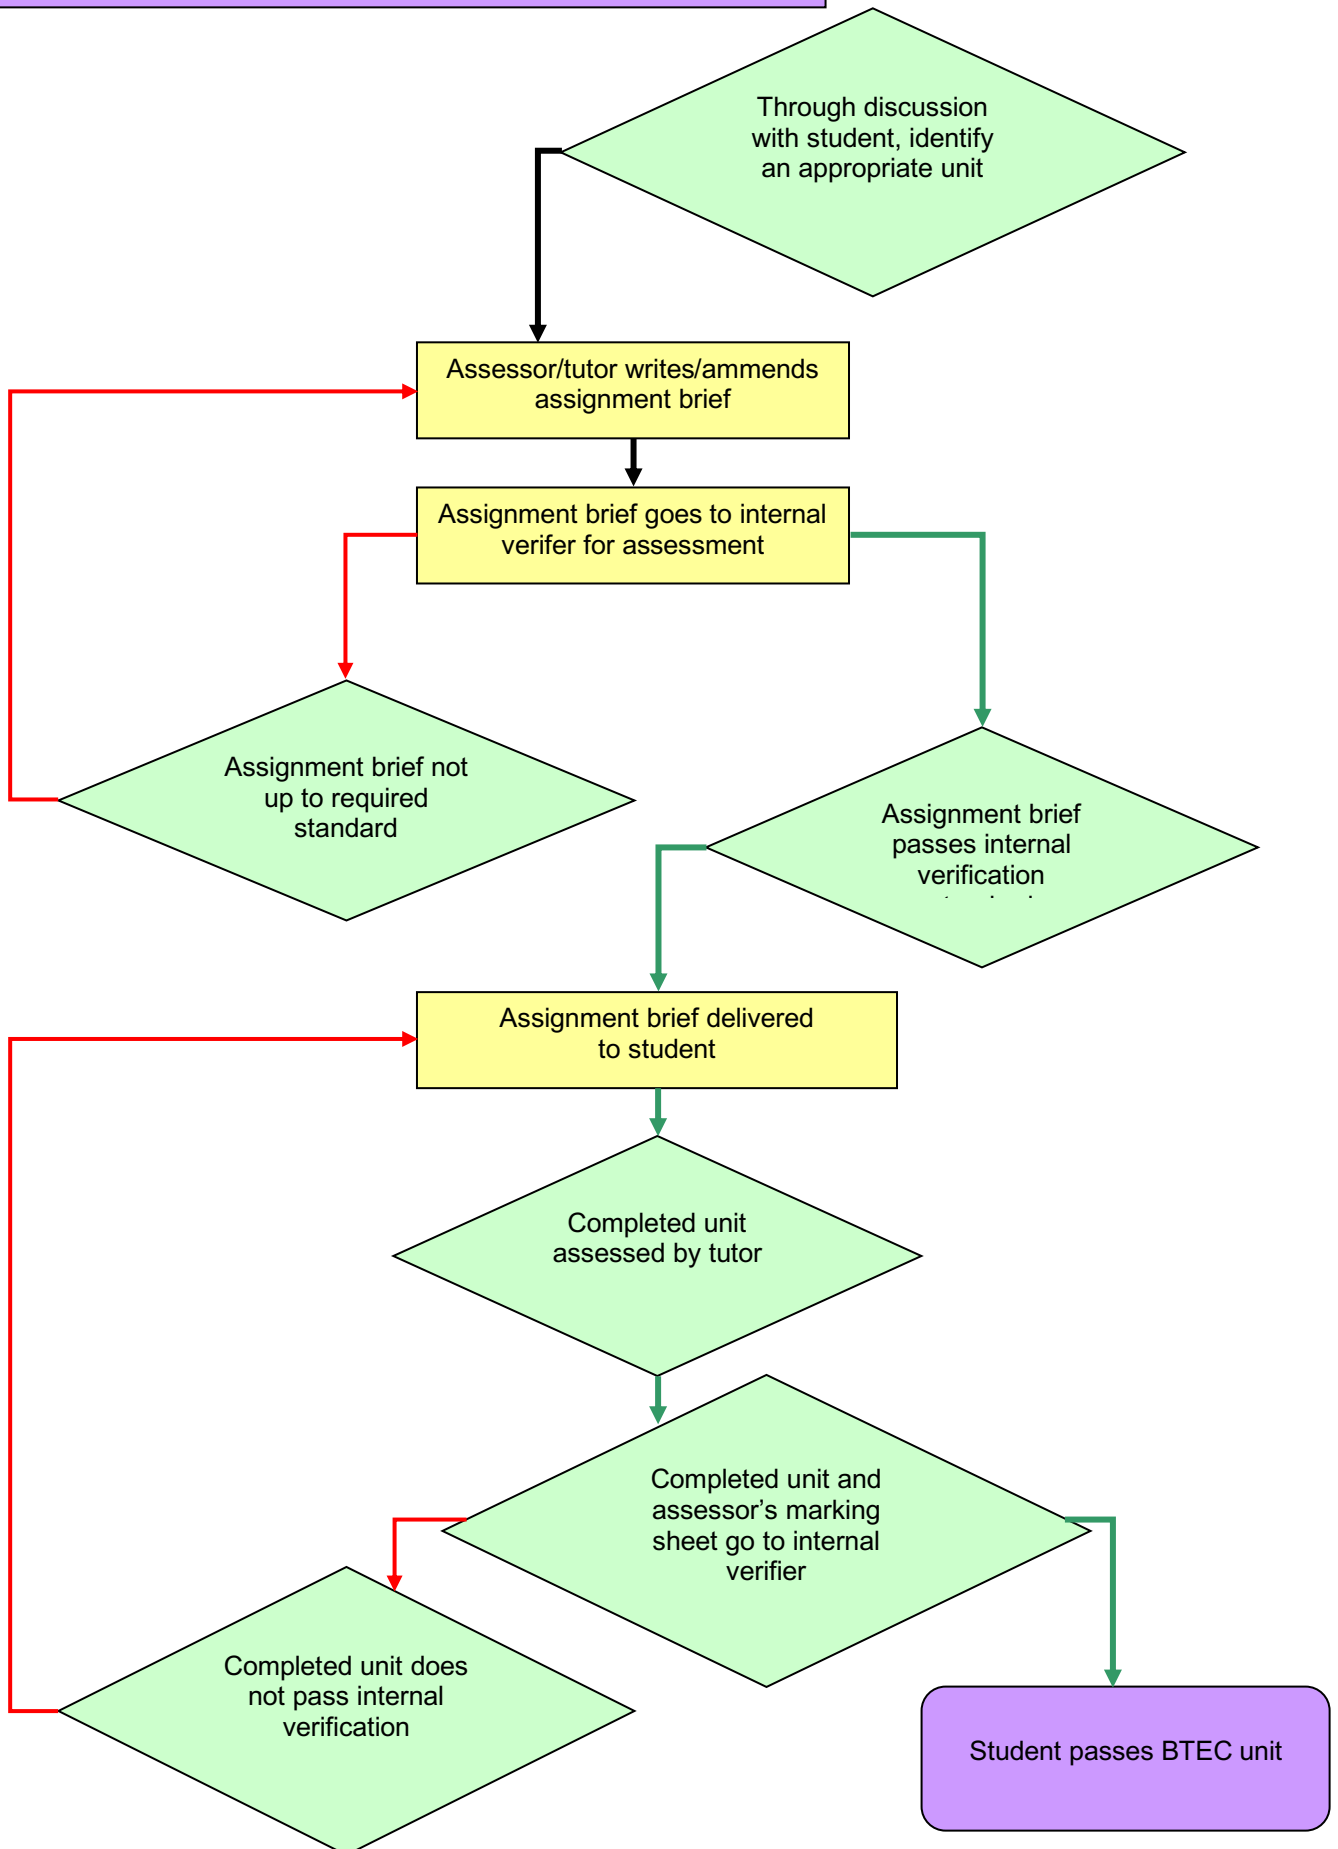 Through discussion
with student, identify
an appropriate unit
Assessor/tutor writes/ammends
assignment brief
Assignment brief goes to internal
verifer for assessment
Assignment brief not
up to required
standard
Assignment brief
passes internal
verification
Assignment brief delivered
to student
Completed unit
assessed by tutor
Completed unit and
assessor’s marking
sheet go to internal
verifier
Completed unit does
not pass internal
verification
Student passes BTEC unit